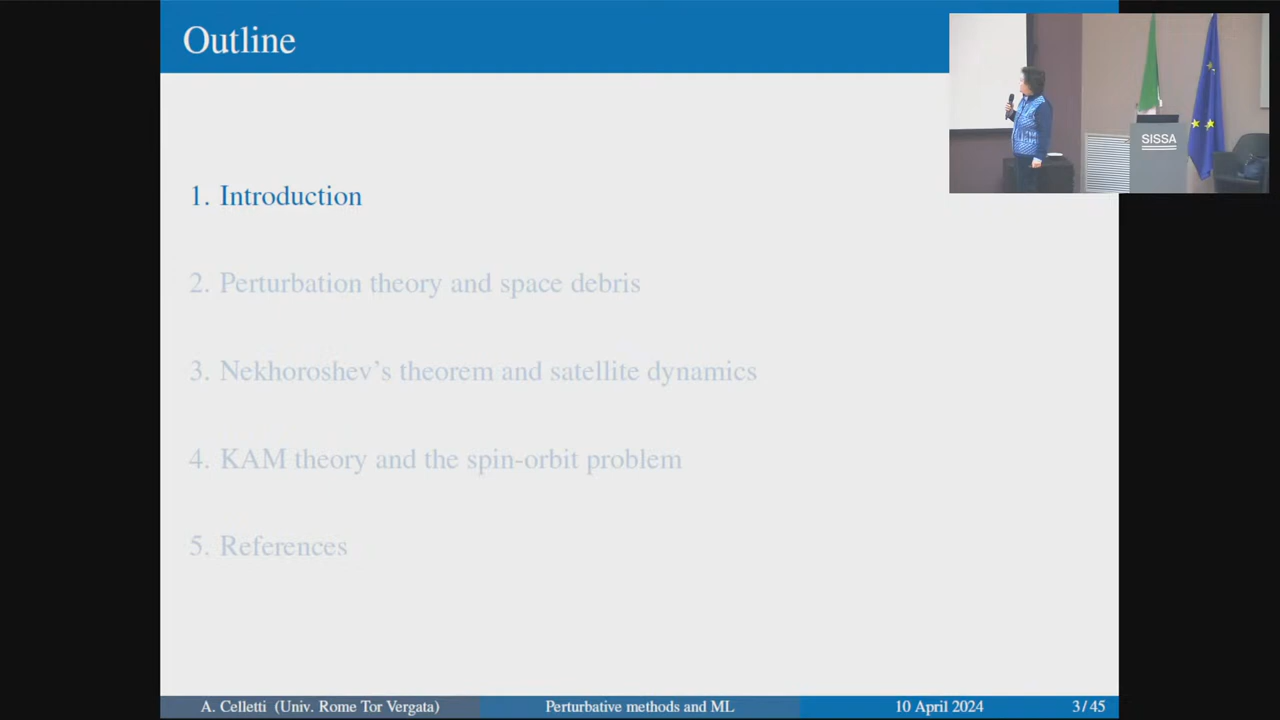 Outline
SISSA
1. Introduction
2. Perturbation theory and space debris
3. Nekhoroshev's theorem and satellite dynamics
4. KAM theory and the spin-orbit problem
5. References
A. Celletti (Univ. Rome Tor Vergata)
Perturbative methods and ML
10 April 2024
3 / 45